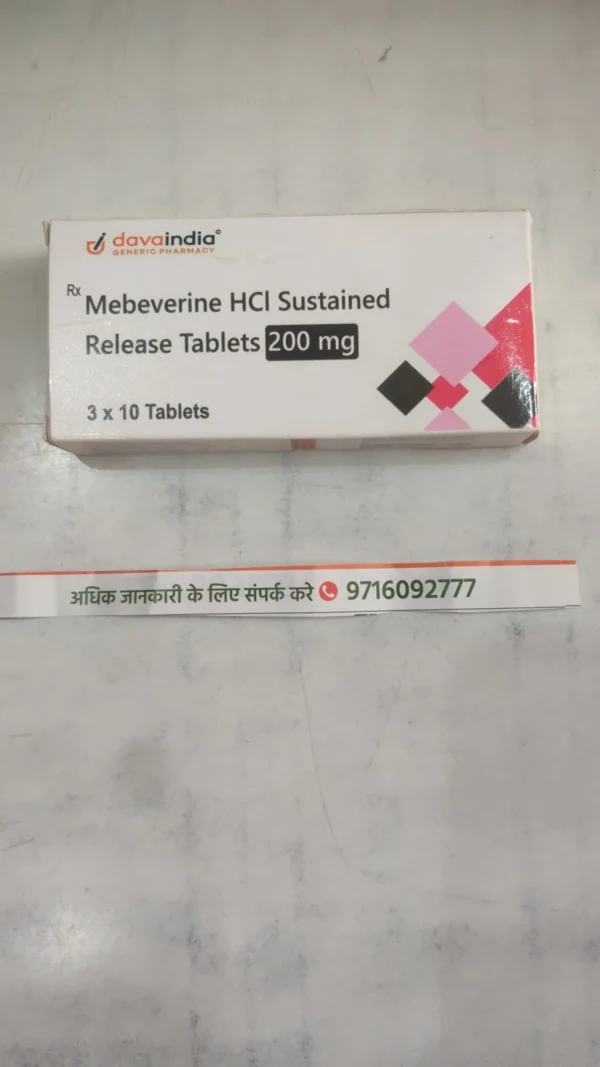 davaindia
GENERIC PHARMACY
Rx
Mebeverine HCl Sustained
Release Tablets 200 mg
3 x 10 Tablets
अधिक जानकारी के लिए संपर्क करे 9716092777